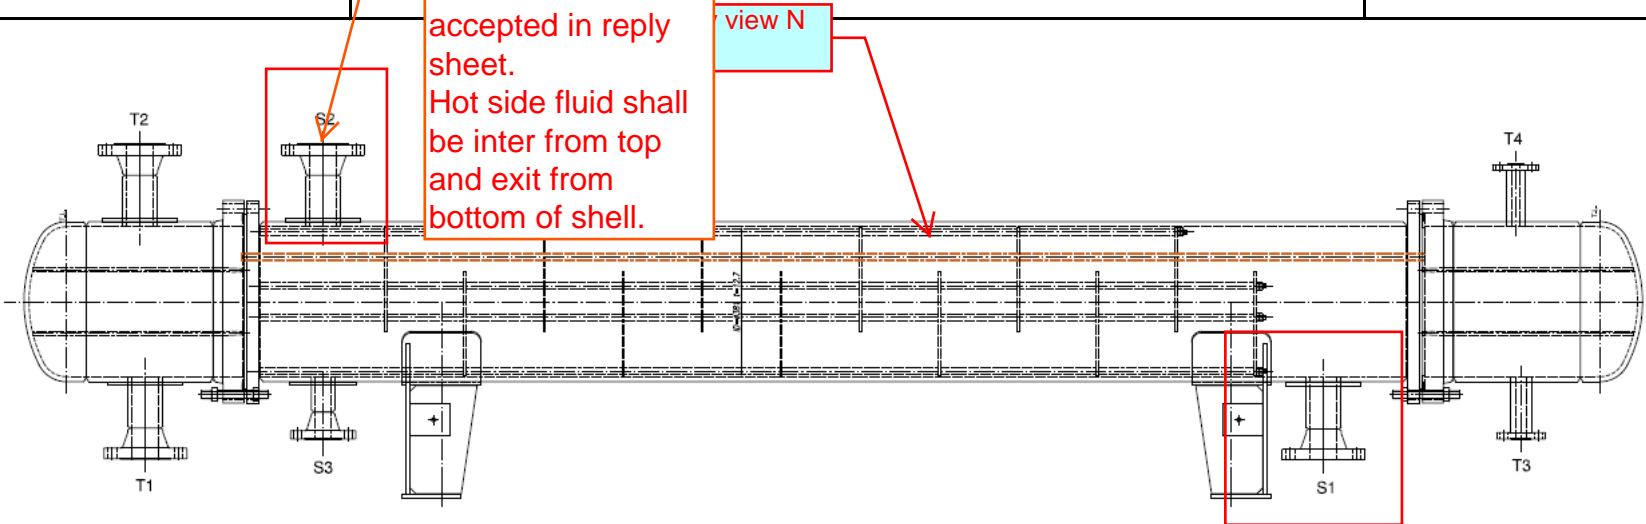 accepted in reply
sheet.
Hot side fluid shall
be inter from top
and exit from
bottom of shell.
view N
T2
S2
T4
T1
S3
S1
T3